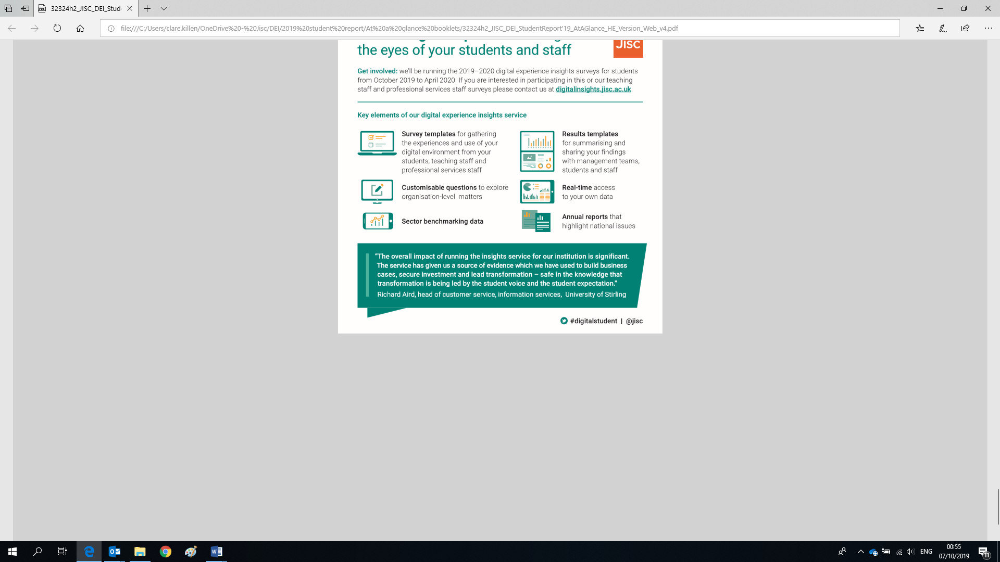 32324h2_JISC_DEI_Stud
file:///C:/Users/clare.killen/OneDrive%20-%20Jisc/DEI/2019%20student%20report/At%20a%20glance%20booklets/32324h2_JISC_DEI_StudentReport'19_AtAGlance_HE_Version_Web_v4.pdf
the eyes of your students and staff
JISC
Get involved: we'll be running the 2019–2020 digital experience insights surveys for students
from October 2019 to April 2020. If you are interested in participating in this or our teaching
staff and professional services staff surveys please contact us at digitalinsights.jisc.ac.uk.
Key elements of our digital experience insights service
Survey templates for gathering
the experiences and use of your
digital environment from your
students, teaching staff and
professional services staff
Results templates
for summarising and
sharing your findings
with management teams,
students and staff
Customisable questions to explore
organisation-level matters
Real-time access
to your own data
Sector benchmarking data
Annual reports that
highlight national issues
“The overall impact of running the insights service for our institution is significant.
The service has given us a source of evidence which we have used to build business
cases, secure investment and lead transformation – safe in the knowledge that
transformation is being led by the student voice and the student expectation.”
Richard Aird, head of customer service, information services, University of Stirling
#digitalstudent | @jisc
ENG
00:55
07/10/2019
11